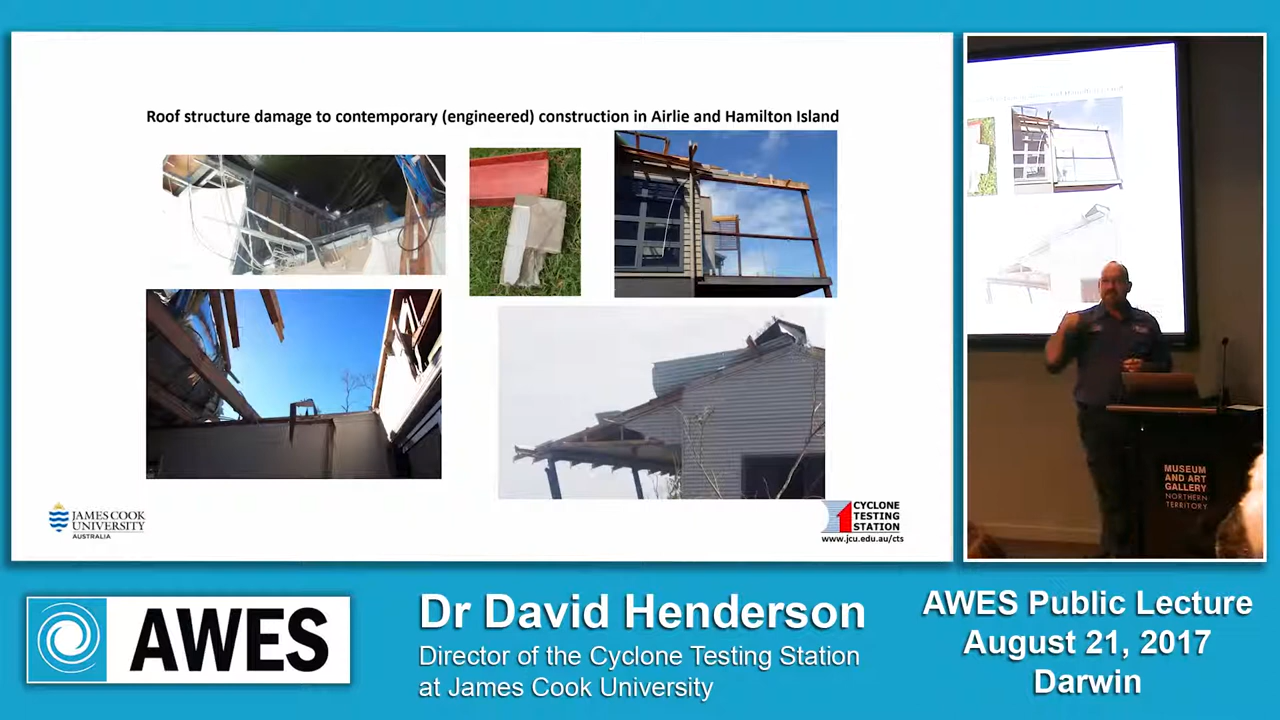 Roof structure damage to contemporary (engineered) construction in Airlie and Hamilton Island
JAMES COOK
UNIVERSITY
AUSTRALIA
CYCLONE
TESTING
STATION
www.jcu.edu.au/cts
MUSEUM
AND ART
GALLERY
NORTHERN
TERRITORY
AWES
Dr David Henderson
Director of the Cyclone Testing Station
at James Cook University
AWES Public Lecture
August 21, 2017
Darwin